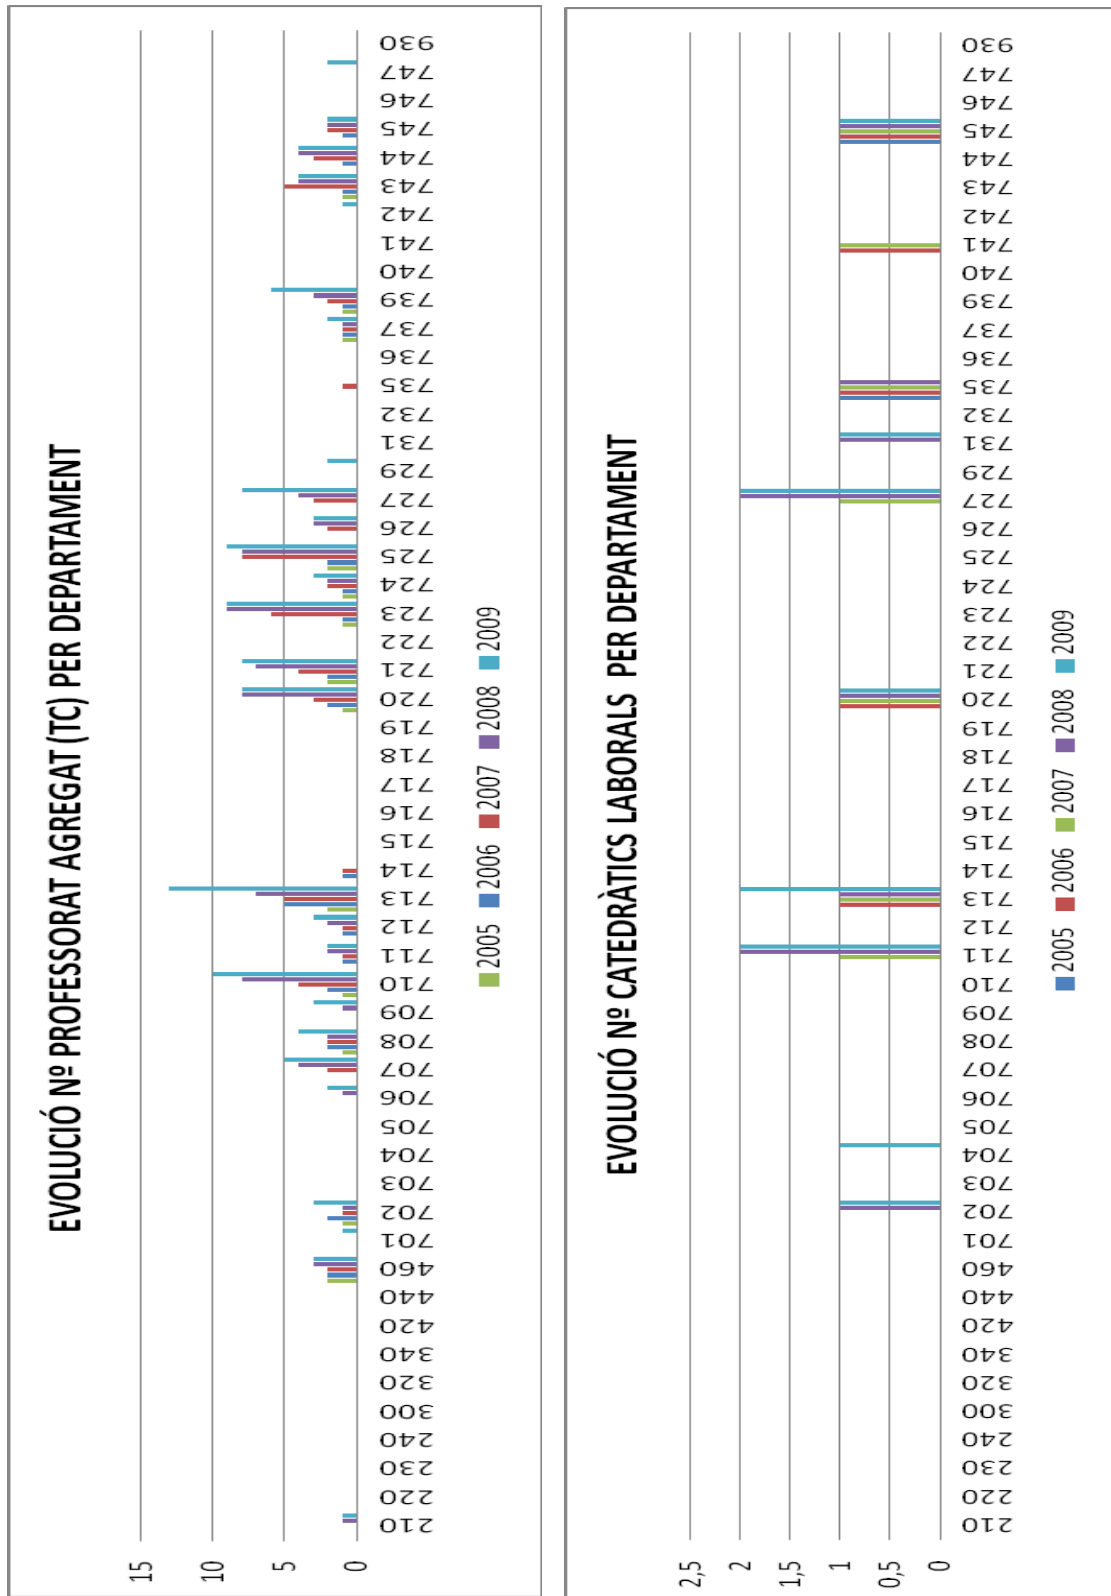 EVOLUCIÓ Nº PROFESSORAT AGREGAT (TC) PER DEPARTAMENT
15
10
5
0
210 220 230 240 300 320 340 420 440 460 701 702 703 704 705 706 707 708 709 710 711 712 713 714 715 716 717 718 719 720 721 722 723 724 725 726 727 729 731 732 735 736 737 739 740 741 742 743 744 745 746 747 930
2005 2006 2007 2008 2009
EVOLUCIÓ Nº CATEDRÀTICS LABORALS PER DEPARTAMENT
2,5
2
1,5
1
0,5
0
210 220 230 240 300 320 340 420 440 460 701 702 703 704 705 706 707 708 709 710 711 712 713 714 715 716 717 718 719 720 721 722 723 724 725 726 727 729 731 732 735 736 737 739 740 741 742 743 744 745 746 747 930
2005 2006 2007 2008 2009